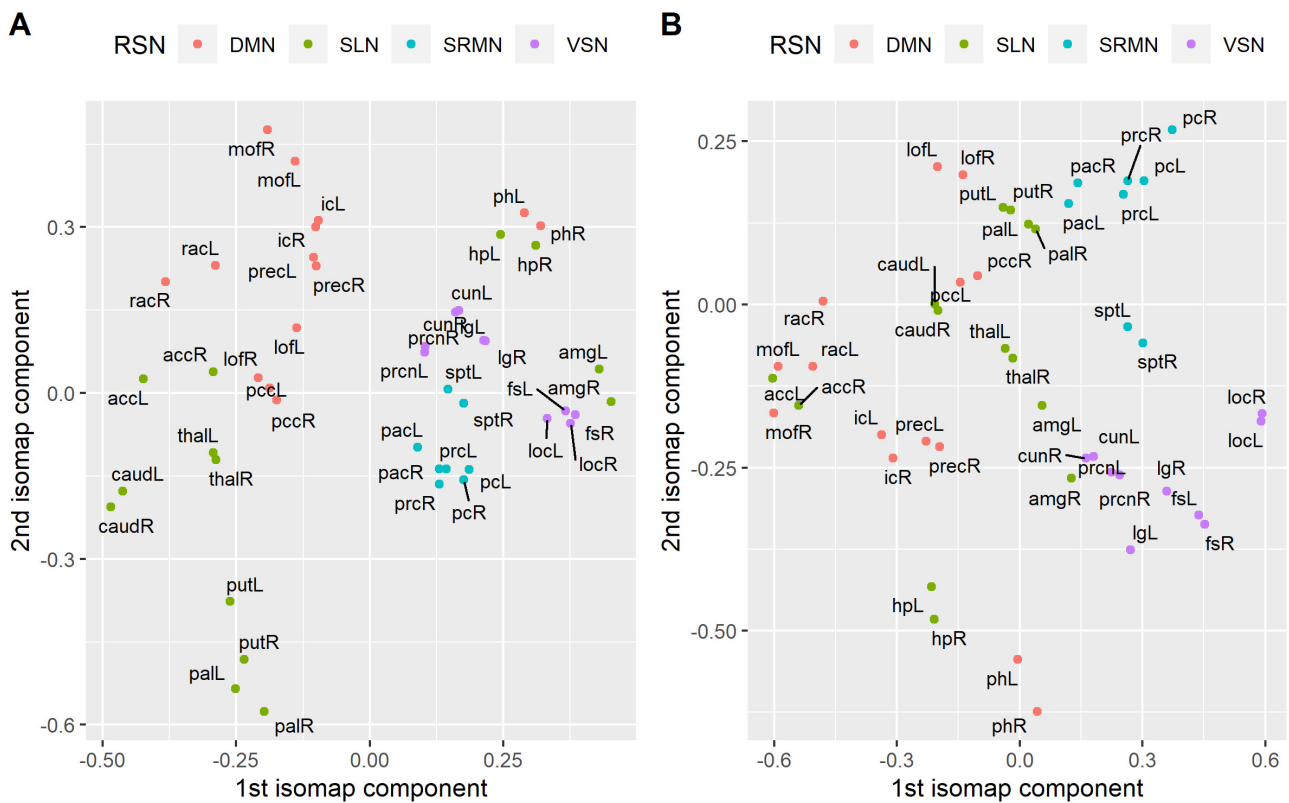 A
RSN DMN SLN SRMN VSN
mofR
mofL
icL
icR
racL
precL
precR
racR
phL
phR
hpL
hpR
cunL
cunR
lgL
prcnR
lgR
prcnL
accR
lofR
lofL
accL
pccL
pccR
sptL
sptR
amgL
amgR
fsL
fsR
locL
locR
thalL
thalR
pacL
prcL
pacR
pcL
prcR
pcR
caudL
caudR
putL
putR
palL
palR
0.3
0.0
-0.3
-0.6
-0.50 -0.25 0.00 0.25
1st isomap component
2nd isomap component
B
RSN DMN SLN SRMN VSN
pcR
prcR
lofL
lofR
pacR
pcL
putL
putR
pacL
prcL
palL
palR
caudL
pccR
pccL
caudR
racR
sptL
thalL
sptR
mofL
racL
thalR
accL
accR
mofR
icL
precL
amgL
locR
locL
cunL
cunR
precR
icR
prcnL
lgR
amgR
prcnR
fsL
lgL
fsR
hpL
hpR
phL
phR
0.25
0.00
-0.25
-0.50
-0.6 -0.3 0.0 0.3 0.6
1st isomap component
2nd isomap component